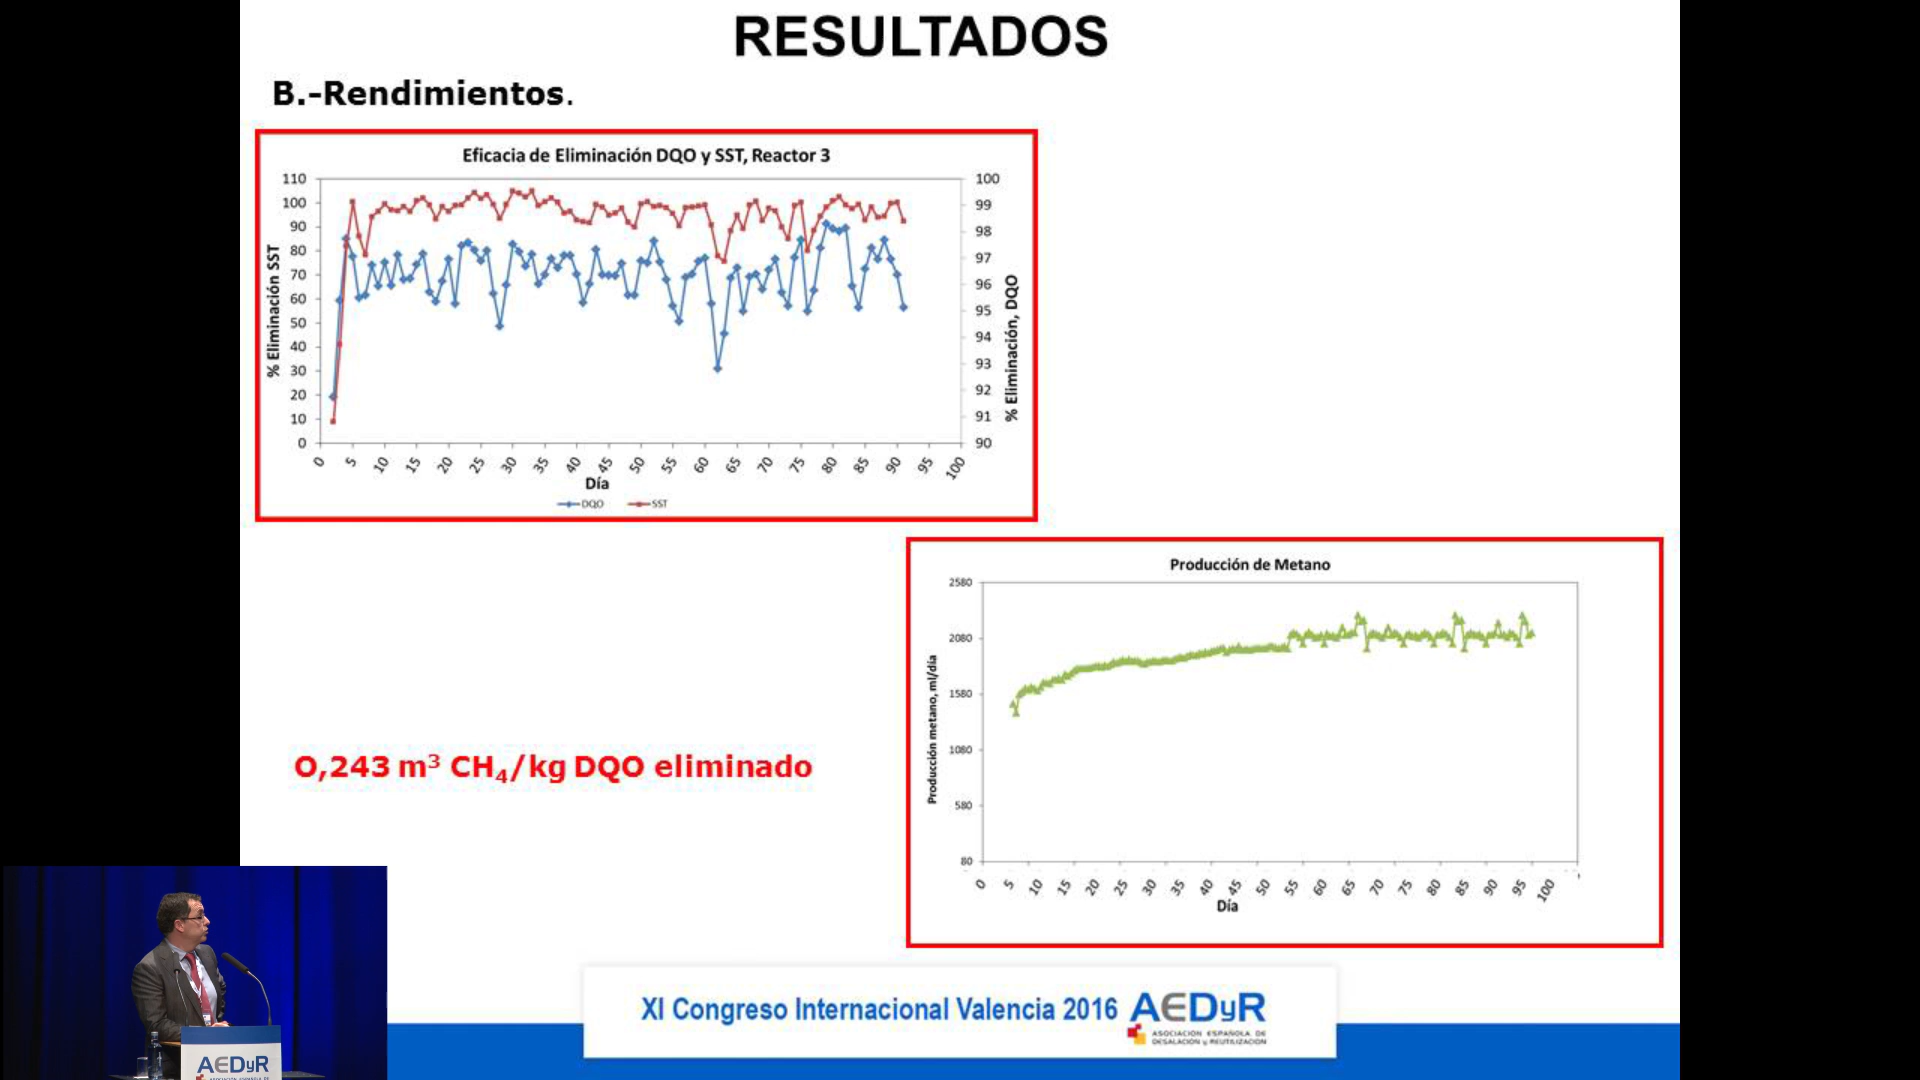 RESULTADOS
B.-Rendimientos.
Eficacia de Eliminación DQO y SST, Reactor 3
% Eliminación SST
110
100
90
80
70
60
50
40
30
20
10
0
100
99
98
97
96
95
94
93
92
91
90
% Eliminación, DQO
0 5 10 15 20 25 30 35 40 45 50 55 60 65 70 75 80 85 90 95 100
Día
DQO SST
Producción de Metano
Producción metano, ml/día
2580
2080
1580
1080
580
80
0 5 10 15 20 25 30 35 40 45 50 55 60 65 70 75 80 85 90 95 100
Día
0,243 m³ CH₄/kg DQO eliminado
XI Congreso Internacional Valencia 2016
AEDyR
ASOCIACIÓN ESPAÑOLA DE
DESALACIÓN y REUTILIZACIÓN
AEDyR